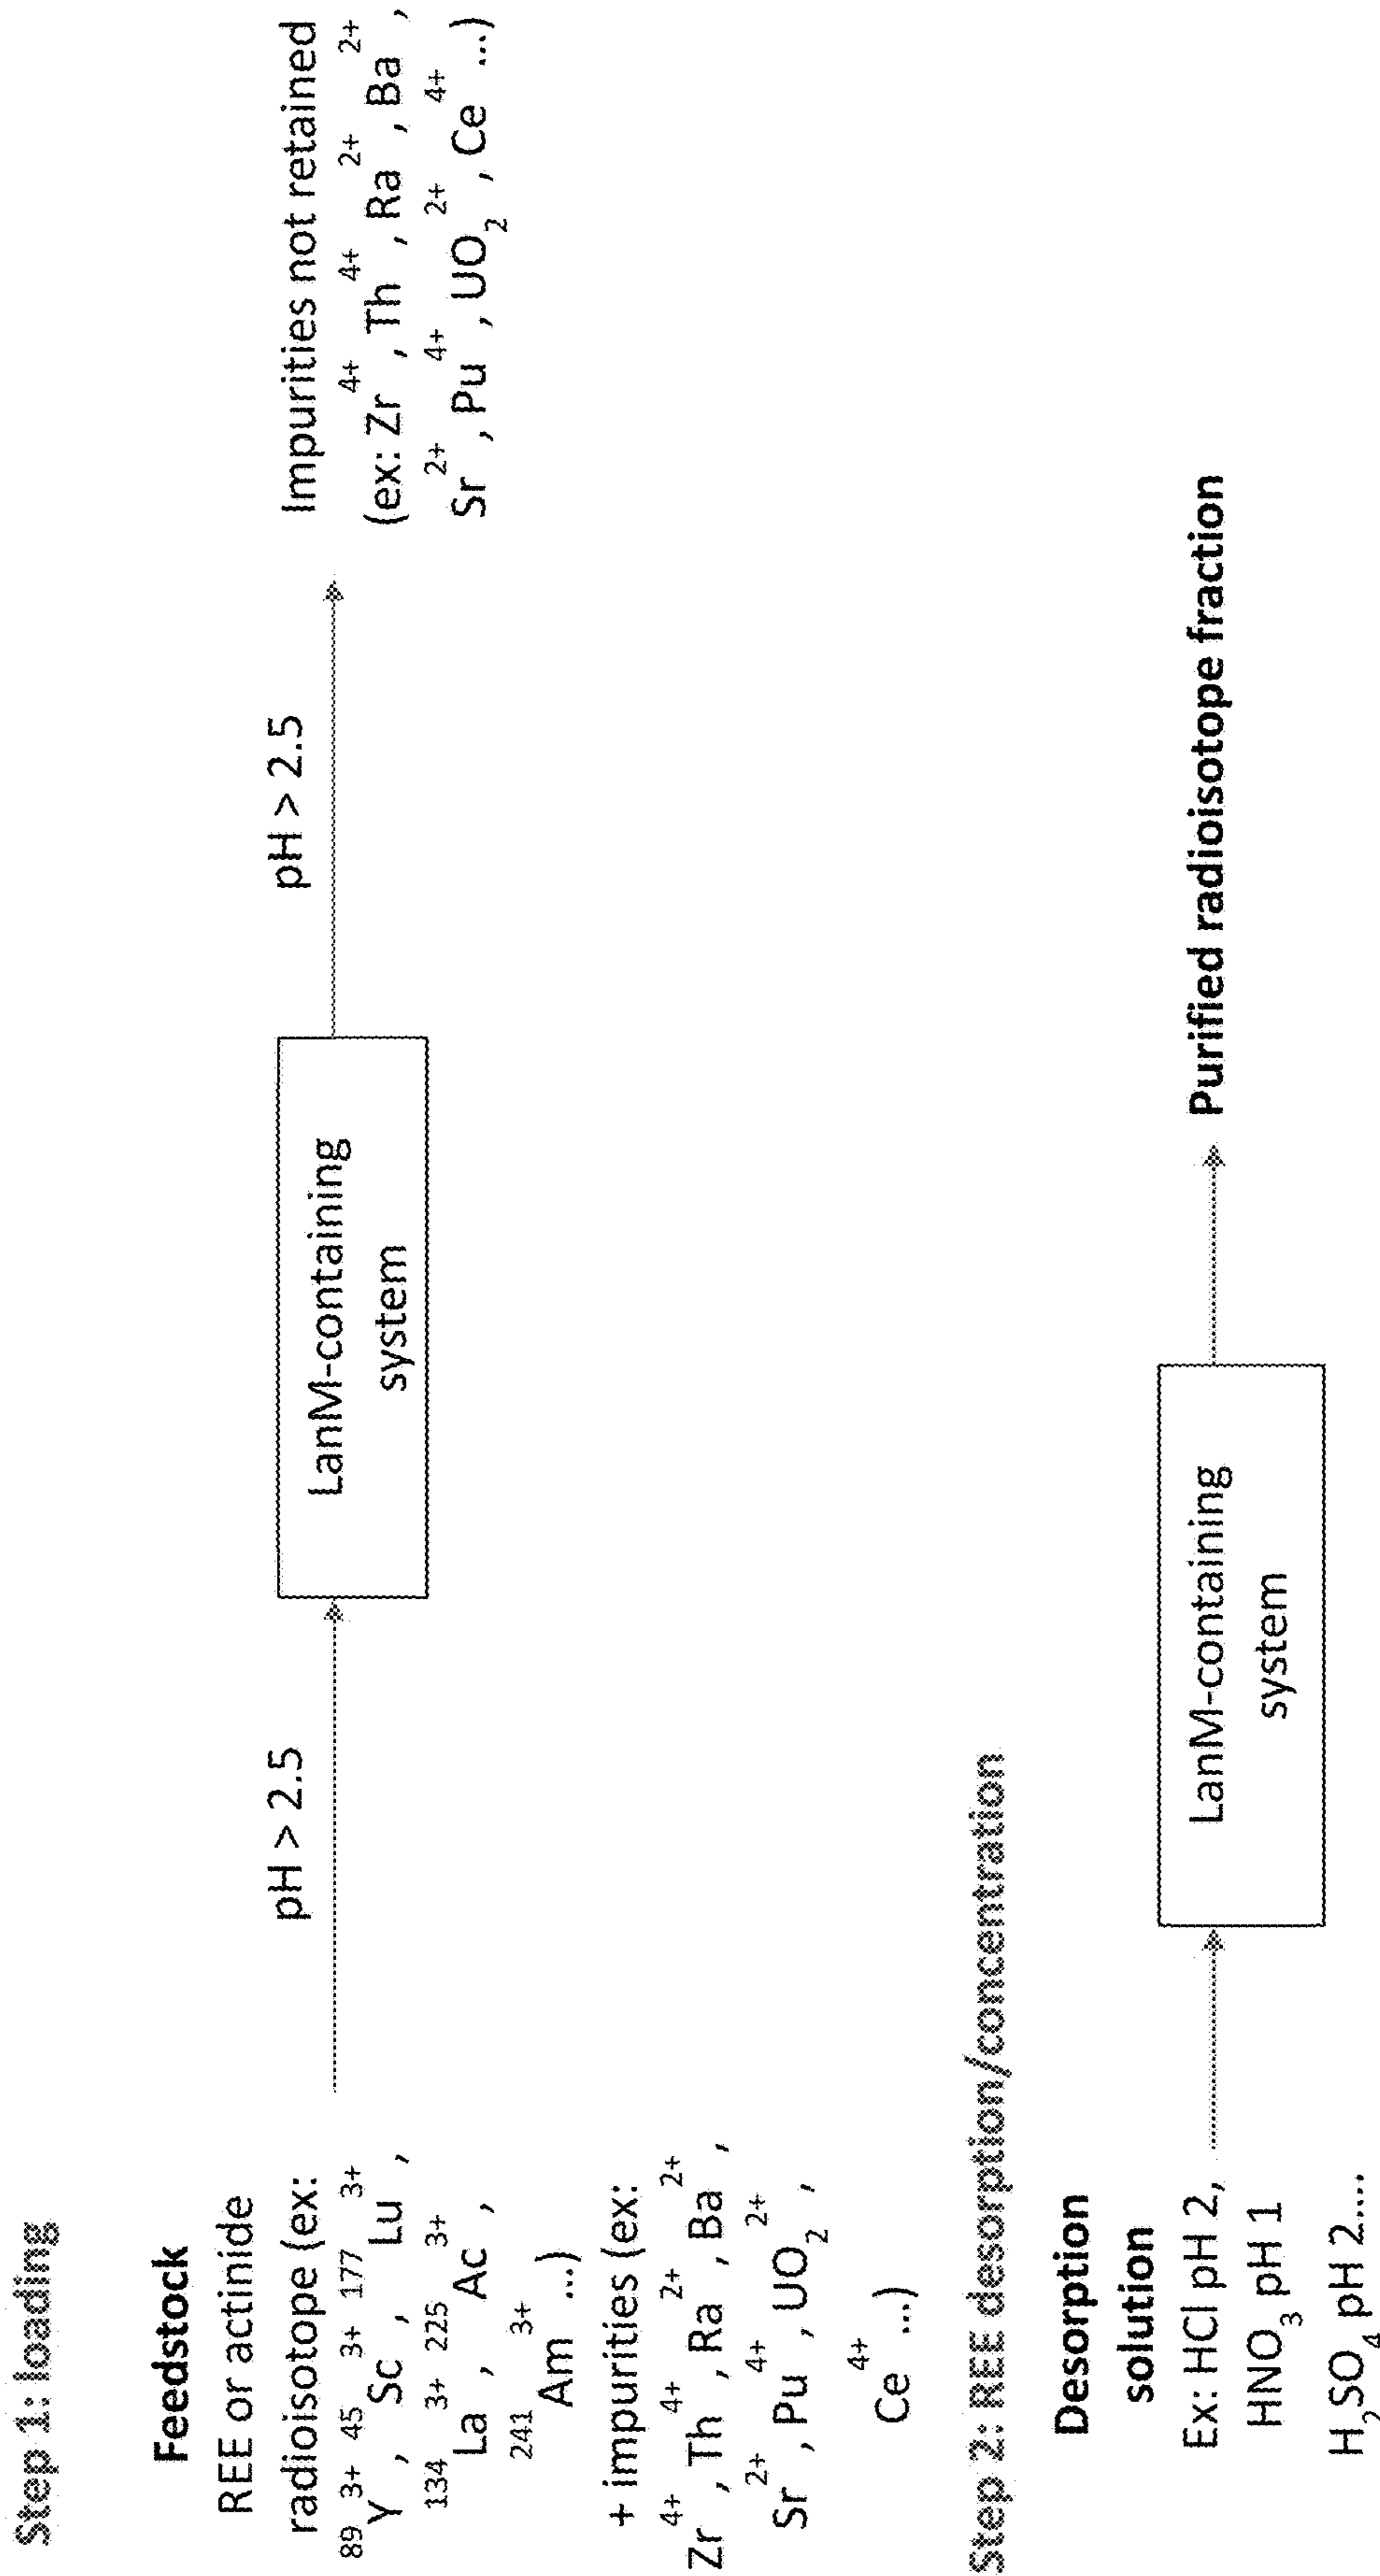 Step 1: loading
Feedstock
REE or actinide
radioisotope (ex:
⁸⁹Y³⁺, ⁴⁵Sc³⁺, ¹⁷⁷Lu³⁺,
¹³⁴La³⁺, ²²⁵Ac³⁺,
²⁴¹Am³⁺ ...)
+ impurities (ex:
Zr⁴⁺, Th⁴⁺, Ra²⁺, Ba²⁺,
Sr²⁺, Pu⁴⁺, UO₂²⁺,
Ce⁴⁺ ...)
pH > 2.5
LanM-containing
system
pH > 2.5
Impurities not retained
(ex: Zr⁴⁺, Th⁴⁺, Ra²⁺, Ba²⁺,
Sr²⁺, Pu⁴⁺, UO₂²⁺, Ce⁴⁺ ...)
Step 2: REE desorption/concentration
Desorption
solution
Ex: HCl pH 2,
HNO₃ pH 1
H₂SO₄ pH 2....
LanM-containing
system
Purified radioisotope fraction